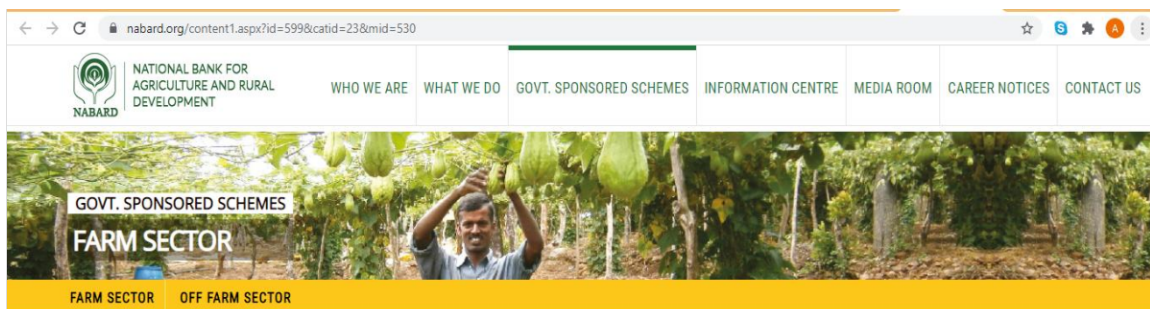 nabard.org/content1.aspx?id=599&catid=23&mid=530
S
A
NATIONAL BANK FOR
AGRICULTURE AND RURAL
DEVELOPMENT
NABARD
WHO WE ARE
WHAT WE DO
GOVT. SPONSORED SCHEMES
INFORMATION CENTRE
MEDIA ROOM
CAREER NOTICES
CONTACT US
GOVT. SPONSORED SCHEMES
FARM SECTOR
FARM SECTOR
OFF FARM SECTOR